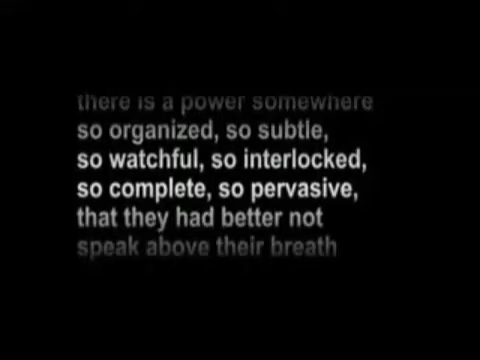 there is a power somewhere
so organized, so subtle,
so watchful, so interlocked,
so complete, so pervasive,
that they had better not
speak above their breath